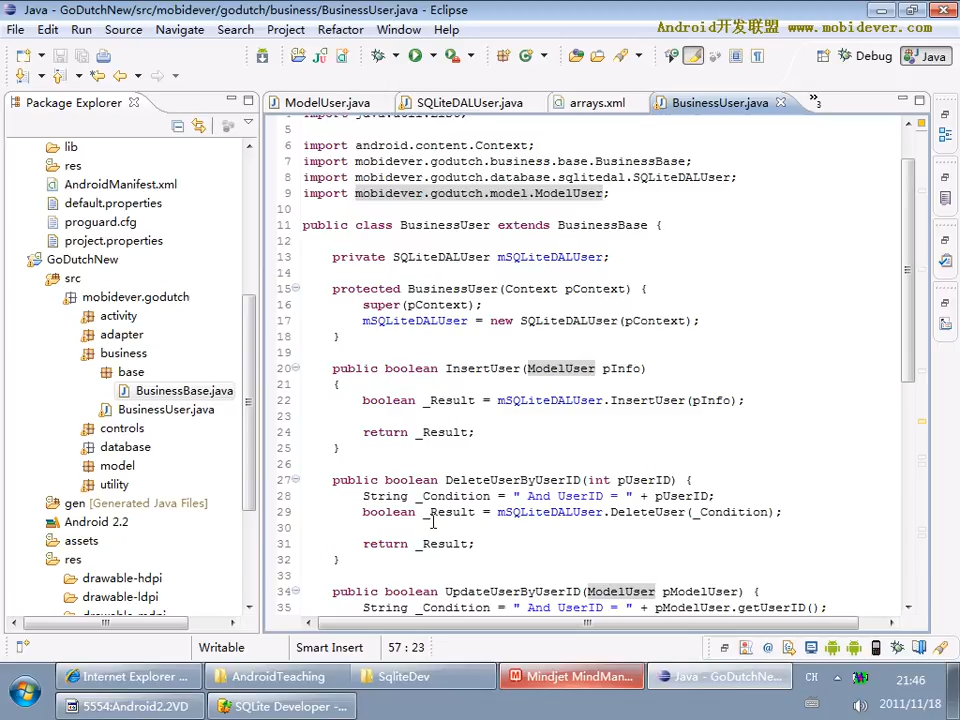 Java - GoDutchNew/src/mobidever/godutch/business/BusinessUser.java - Eclipse
File Edit Source Navigate Search Project Refactor Window Help
Android开发联盟 www.mobidever.com
Debug Java
Package Explorer
ModelUser.java SQLiteDALUser.java arrays.xml BusinessUser.java »3
lib
res
AndroidManifest.xml
default.properties
proguard.cfg
project.properties
GoDutchNew
src
mobidever.godutch
activity
adapter
business
base
BusinessBase.java
BusinessUser.java
controls
database
model
utility
gen [Generated Java Files]
Android 2.2
assets
res
drawable-hdpi
drawable-ldpi
drawable-mdpi
4 import java.util.List;
5
6 import android.content.Context;
7 import mobidever.godutch.business.base.BusinessBase;
8 import mobidever.godutch.database.sqlitedal.SQLiteDALUser;
9 import mobidever.godutch.model.ModelUser;
10
11 public class BusinessUser extends BusinessBase {
12
13 private SQLiteDALUser mSQLiteDALUser;
14
15 protected BusinessUser(Context pContext) {
16 super(pContext);
17 mSQLiteDALUser = new SQLiteDALUser(pContext);
18 }
19
20 public boolean InsertUser(ModelUser pInfo)
21 {
22 boolean _Result = mSQLiteDALUser.InsertUser(pInfo);
23
24 return _Result;
25 }
26
27 public boolean DeleteUserByUserID(int pUserID) {
28 String _Condition = " And UserID = " + pUserID;
29 boolean _Result = mSQLiteDALUser.DeleteUser(_Condition);
30
31 return _Result;
32 }
33
34 public boolean UpdateUserByUserID(ModelUser pModelUser) {
35 String _Condition = " And UserID = " + pModelUser.getUserID();
Writable Smart Insert 57 : 23
Internet Explorer ... AndroidTeaching SqliteDev Mindjet MindMan... Java - GoDutchNe... CH 21:46
5554:Android2.2VD SQLite Developer - ... 2011/11/18